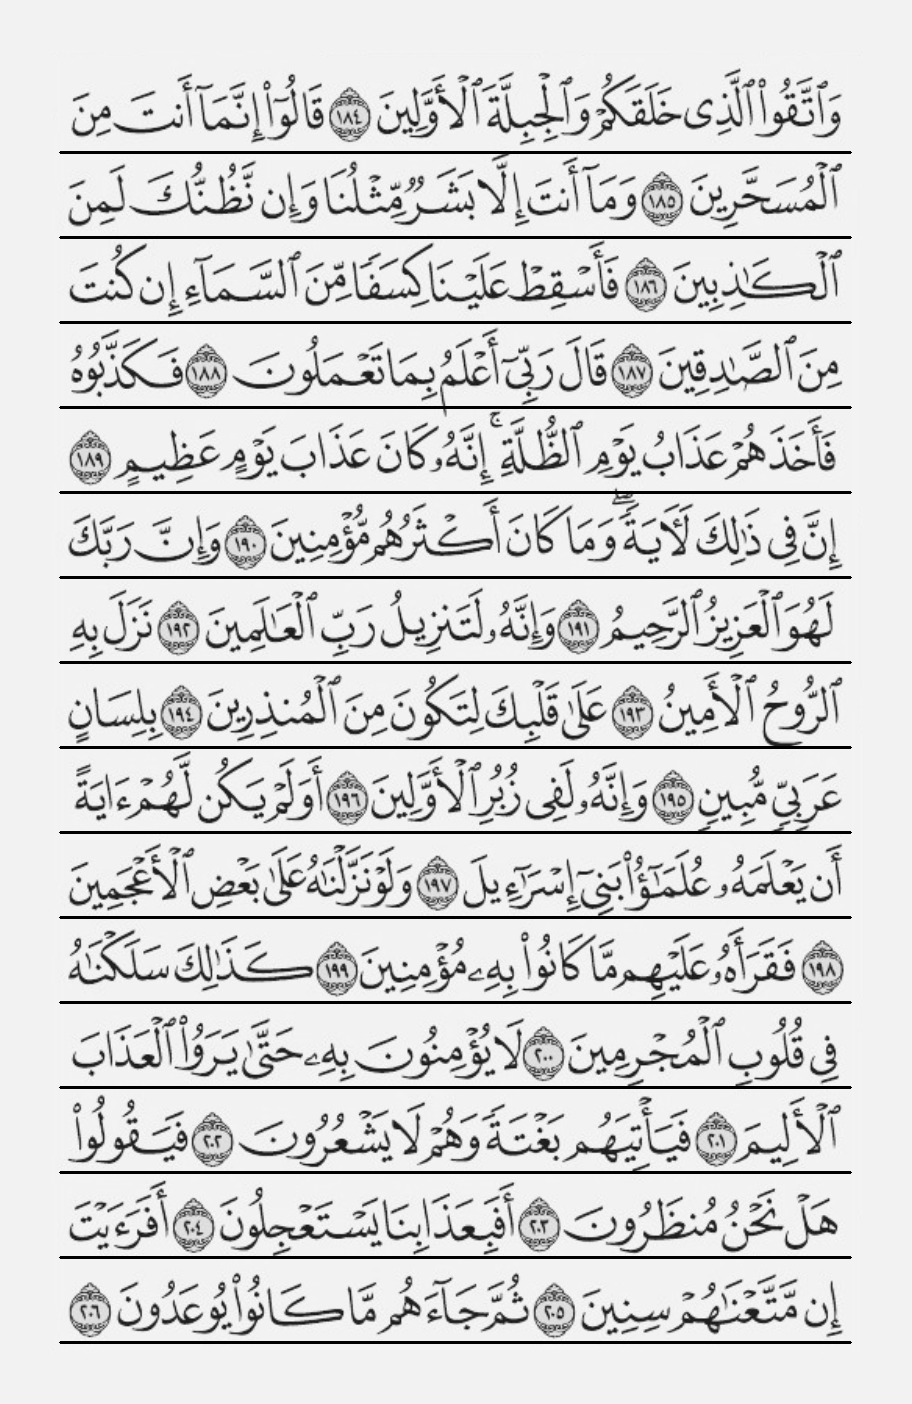 وَٱتَّقُوا۟ ٱلَّذِى خَلَقَكُمْ وَٱلْجِبِلَّةَ ٱلْأَوَّلِينَ ١٨٤ قَالُوٓا۟ إِنَّمَآ أَنتَ مِنَ
ٱلْمُسَحَّرِينَ ١٨٥ وَمَآ أَنتَ إِلَّا بَشَرٌ مِّثْلُنَا وَإِن نَّظُنُّكَ لَمِنَ
ٱلْكَـٰذِبِينَ ١٨٦ فَأَسْقِطْ عَلَيْنَا كِسَفًا مِّنَ ٱلسَّمَآءِ إِن كُنتَ
مِنَ ٱلصَّـٰدِقِينَ ١٨٧ قَالَ رَبِّىٓ أَعْلَمُ بِمَا تَعْمَلُونَ ١٨٨ فَكَذَّبُوهُ
فَأَخَذَهُمْ عَذَابُ يَوْمِ ٱلظُّلَّةِ ۚ إِنَّهُۥ كَانَ عَذَابَ يَوْمٍ عَظِيمٍ ١٨٩
إِنَّ فِى ذَٰلِكَ لَـَٔايَةً ۖ وَمَا كَانَ أَكْثَرُهُم مُّؤْمِنِينَ ١٩٠ وَإِنَّ رَبَّكَ
لَهُوَ ٱلْعَزِيزُ ٱلرَّحِيمُ ١٩١ وَإِنَّهُۥ لَتَنزِيلُ رَبِّ ٱلْعَـٰلَمِينَ ١٩٢ نَزَلَ بِهِ
ٱلرُّوحُ ٱلْأَمِينُ ١٩٣ عَلَىٰ قَلْبِكَ لِتَكُونَ مِنَ ٱلْمُنذِرِينَ ١٩٤ بِلِسَانٍ
عَرَبِىٍّ مُّبِينٍ ١٩٥ وَإِنَّهُۥ لَفِى زُبُرِ ٱلْأَوَّلِينَ ١٩٦ أَوَلَمْ يَكُن لَّهُمْ ءَايَةً
أَن يَعْلَمَهُۥ عُلَمَـٰٓؤُا۟ بَنِىٓ إِسْرَٰٓءِيلَ ١٩٧ وَلَوْ نَزَّلْنَـٰهُ عَلَىٰ بَعْضِ ٱلْأَعْجَمِينَ
١٩٨ فَقَرَأَهُۥ عَلَيْهِم مَّا كَانُوا۟ بِهِۦ مُؤْمِنِينَ ١٩٩ كَذَٰلِكَ سَلَكْنَـٰهُ
فِى قُلُوبِ ٱلْمُجْرِمِينَ ٢٠٠ لَا يُؤْمِنُونَ بِهِۦ حَتَّىٰ يَرَوُا۟ ٱلْعَذَابَ
ٱلْأَلِيمَ ٢٠١ فَيَأْتِيَهُم بَغْتَةً وَهُمْ لَا يَشْعُرُونَ ٢٠٢ فَيَقُولُوا۟
هَلْ نَحْنُ مُنظَرُونَ ٢٠٣ أَفَبِعَذَابِنَا يَسْتَعْجِلُونَ ٢٠٤ أَفَرَءَيْتَ
إِن مَّتَّعْنَـٰهُمْ سِنِينَ ٢٠٥ ثُمَّ جَآءَهُم مَّا كَانُوا۟ يُوعَدُونَ ٢٠٦